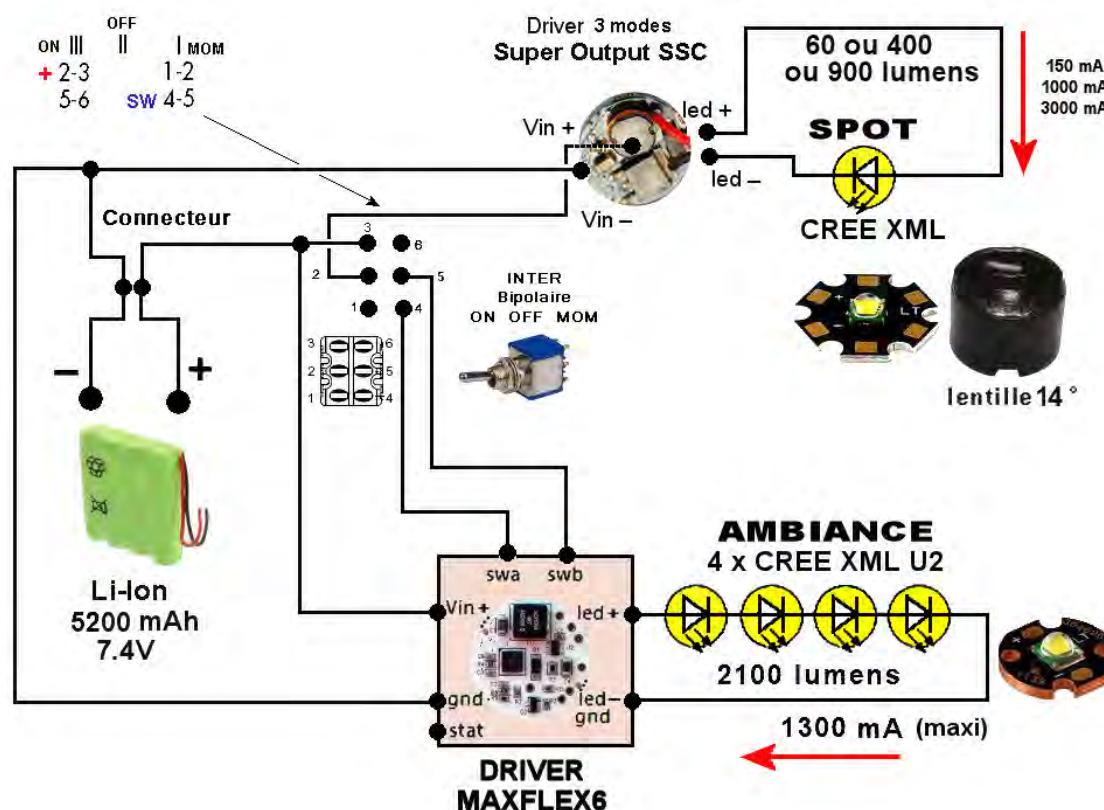 OFF
ON ||| || | MOM
+ 2-3 1-2
5-6 SW 4-5
Driver 3 modes
Super Output SSC
Vin +
Vin –
led +
led –
60 ou 400
ou 900 lumens
150 mA
1000 mA
3000 mA
SPOT
CREE XML
LT
lentille 14 °
Connecteur
– +
Li-Ion
5200 mAh
7.4V
3 6
2 5
1 4
3 6
2 5
1 4
INTER
Bipolaire
ON OFF MOM
swa swb
Vin+ led+
gnd led–
gnd
stat
DRIVER
MAXFLEX6
AMBIANCE
4 x CREE XML U2
2100 lumens
1300 mA (maxi)